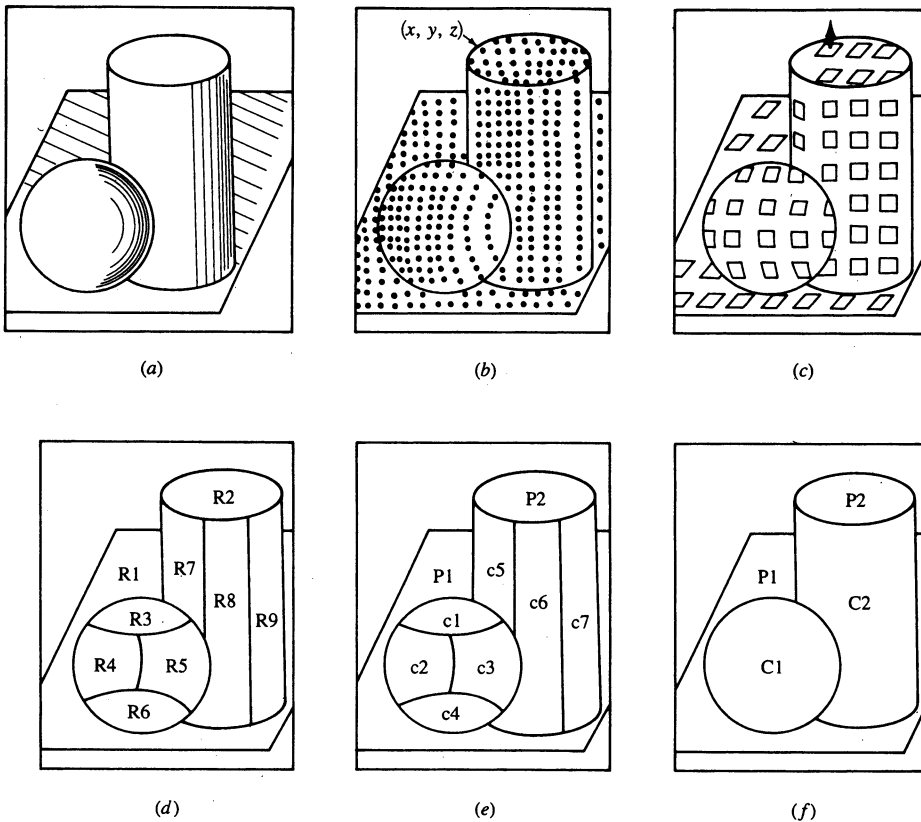 (x, y, z)
(a)
(b)
(c)
R2
R1
R7
R8
R9
R3
R4
R5
R6
P2
P1
c5
c6
c7
c1
c2
c3
c4
P2
P1
C2
C1
(d)
(e)
(f)